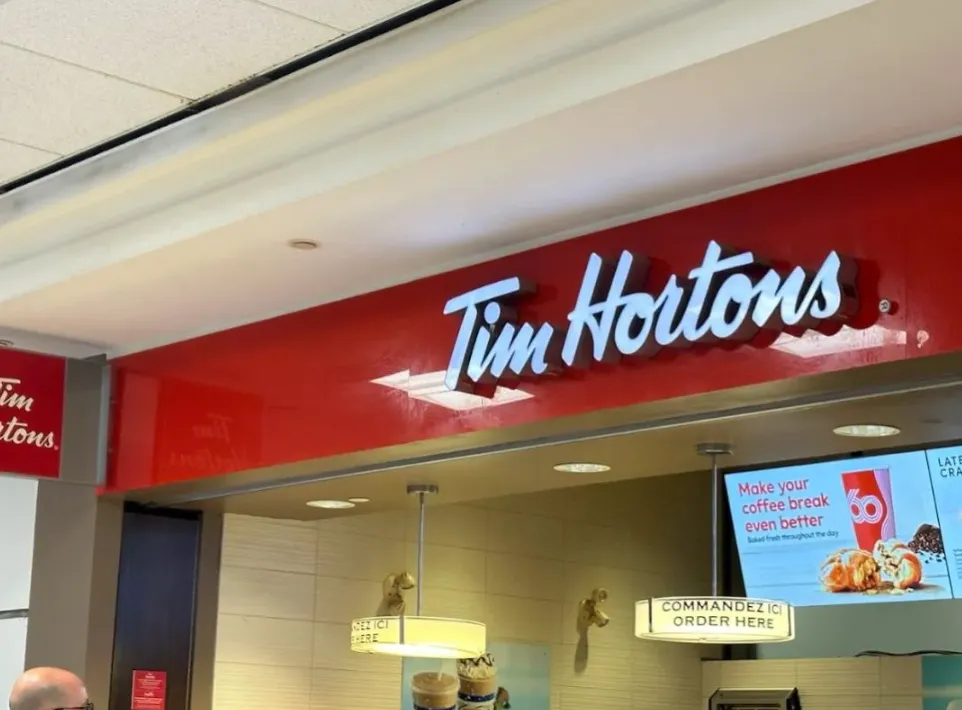 Tim Hortons
Tim
Hortons
Make your
coffee break
even better
Baked fresh throughout the day
60
COMMANDEZ ICI
ORDER HERE